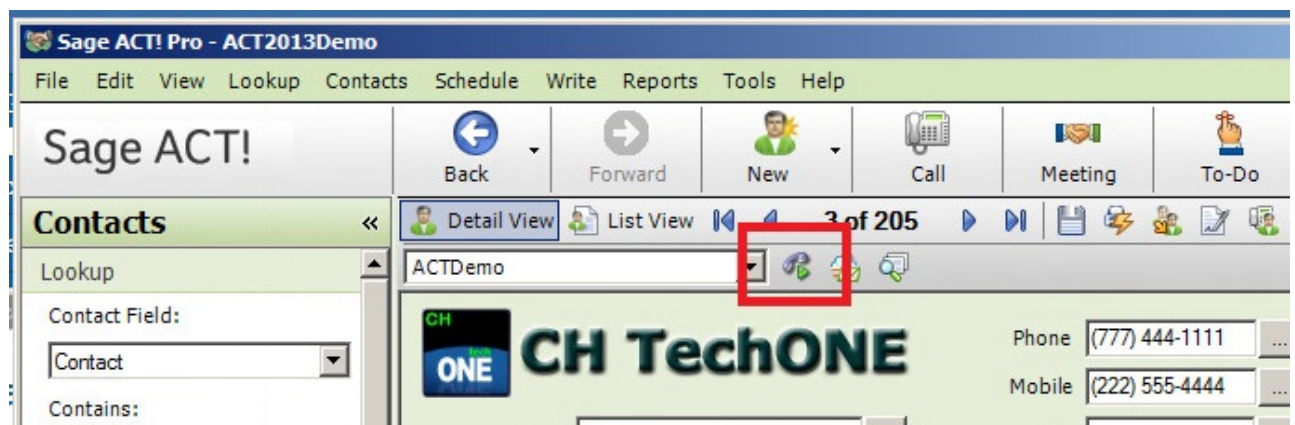 Sage ACT! Pro - ACT2013Demo
File Edit View Lookup Contacts Schedule Write Reports Tools Help
Sage ACT!
Back Forward New Call Meeting To-Do
Contacts «
Detail View List View 3 of 205
Lookup
ACTDemo
Contact Field:
Contact
Contains:
CH tech ONE
CH TechONE
Phone (777) 444-1111 ...
Mobile (222) 555-4444 ...